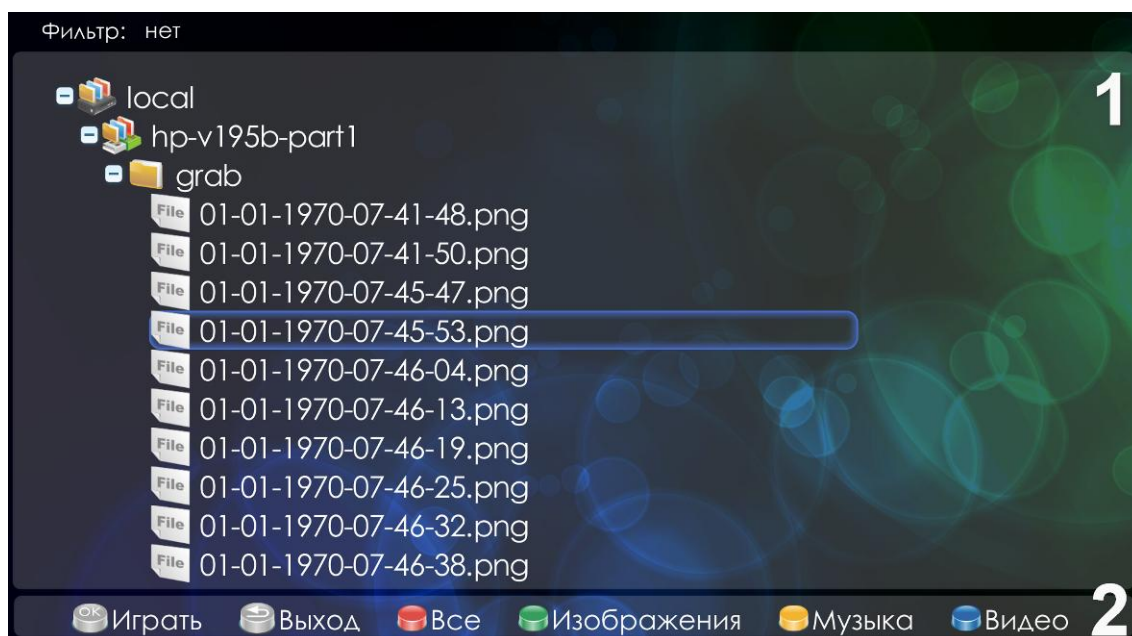 Фильтр: нет
1
local
hp-v195b-part1
grab
File 01-01-1970-07-41-48.png
File 01-01-1970-07-41-50.png
File 01-01-1970-07-45-47.png
File 01-01-1970-07-45-53.png
File 01-01-1970-07-46-04.png
File 01-01-1970-07-46-13.png
File 01-01-1970-07-46-19.png
File 01-01-1970-07-46-25.png
File 01-01-1970-07-46-32.png
File 01-01-1970-07-46-38.png
OK Играть Выход Все Изображения Музыка Видео 2